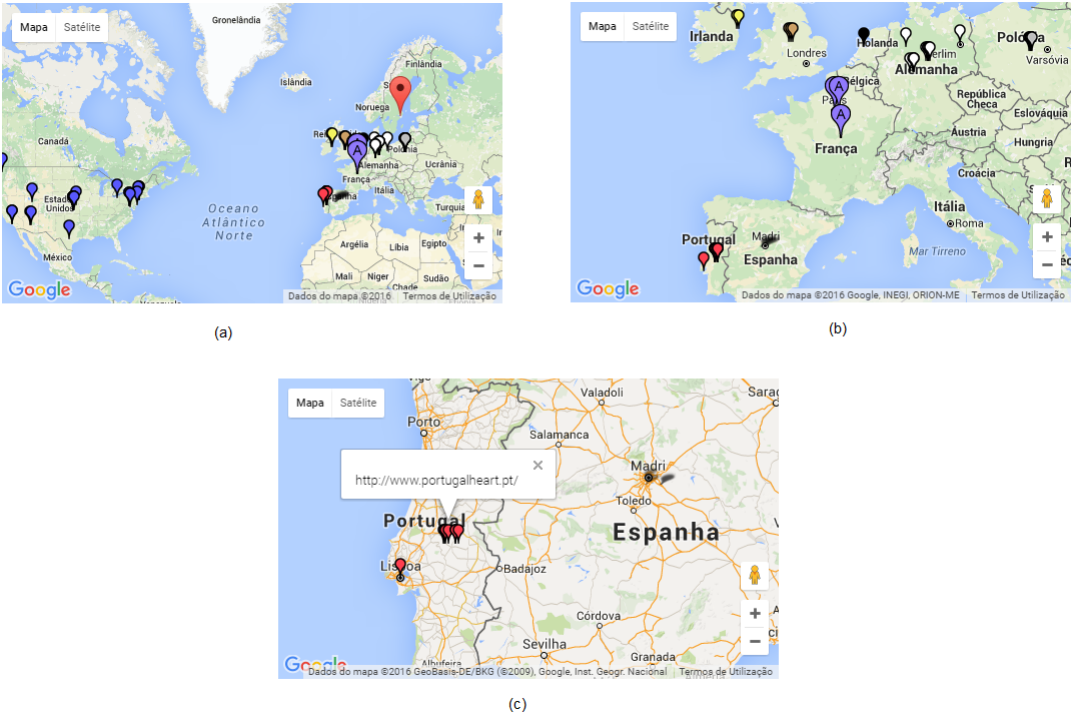 Mapa Satélite
Gronelândia
Islândia
Finlândia
Noruega
Canadá
Polónia
Alemanha
Ucrânia
França
Estados
Unidos
Itália
Oceano
Atlântico
Norte
Turquia
México
Argélia
Líbia
Egipto
Mali
Niger
Sudão
Chade
Google
Dados do mapa ©2016 Termos de Utilização
(a)
Mapa Satélite
Irlanda
Londres
Holanda
Polónia
Varsóvia
Bélgica
Alemanha
Paris
A
República
Checa
Eslováquia
A
França
Áustria
Hungria
Croácia
Itália
Roma
Portugal
Madri
Espanha
Mar Tirreno
Google
Dados do mapa ©2016 Google, INEGI, ORION-ME Termos de Utilização
(b)
Mapa Satélite
Valladoli
Porto
Salamanca
http://www.portugalheart.pt/
Madri
Toledo
Portugal
Espanha
Lisboa
Badajoz
Córdova
Sevilha
Granada
Albufeira
Google
Dados do mapa ©2016 GeoBasis-DE/BKG (©2009), Google, Inst. Geogr. Nacional Termos de Utilização
(c)